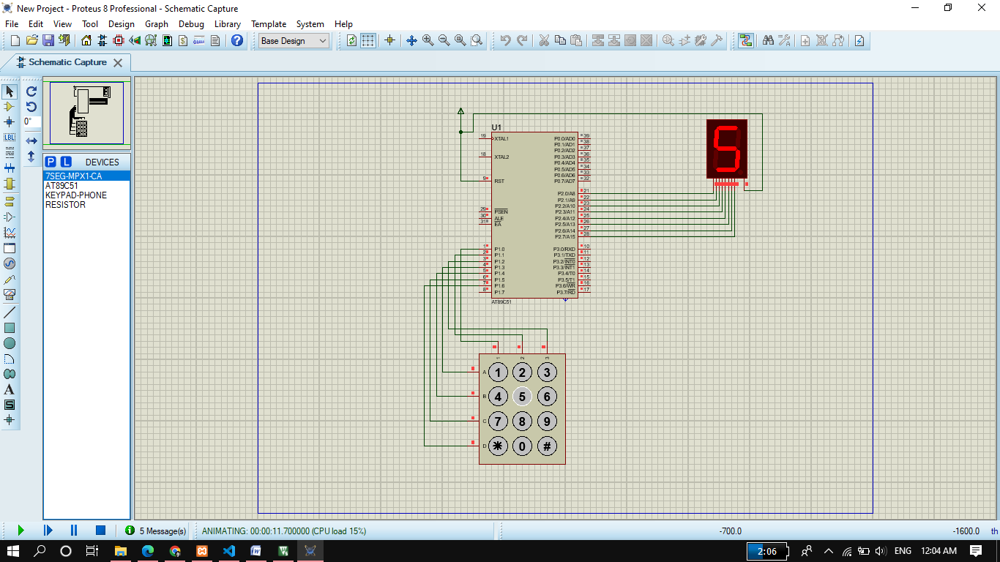 New Project - Proteus 8 Professional - Schematic Capture
File Edit View Tool Design Graph Debug Library Template System Help
Base Design
Schematic Capture
0°
P L DEVICES
7SEG-MPX1-CA
AT89C51
KEYPAD-PHONE
RESISTOR
U1
19 XTAL1
18 XTAL2
9 RST
29 PSEN
30 ALE
31 EA
1 P1.0
2 P1.1
3 P1.2
4 P1.3
5 P1.4
6 P1.5
7 P1.6
8 P1.7
P0.0/AD0 39
P0.1/AD1 38
P0.2/AD2 37
P0.3/AD3 36
P0.4/AD4 35
P0.5/AD5 34
P0.6/AD6 33
P0.7/AD7 32
P2.0/A8 21
P2.1/A9 22
P2.2/A10 23
P2.3/A11 24
P2.4/A12 25
P2.5/A13 26
P2.6/A14 27
P2.7/A15 28
P3.0/RXD 10
P3.1/TXD 11
P3.2/INT0 12
P3.3/INT1 13
P3.4/T0 14
P3.5/T1 15
P3.6/WR 16
P3.7/RD 17
AT89C51
5
1 2 3
A 1 2 3
B 4 5 6
C 7 8 9
D * 0 #
5 Message(s) ANIMATING: 00:00:11.700000 (CPU load 15%) -700.0 -1600.0 th
2:06 ENG 12:04 AM